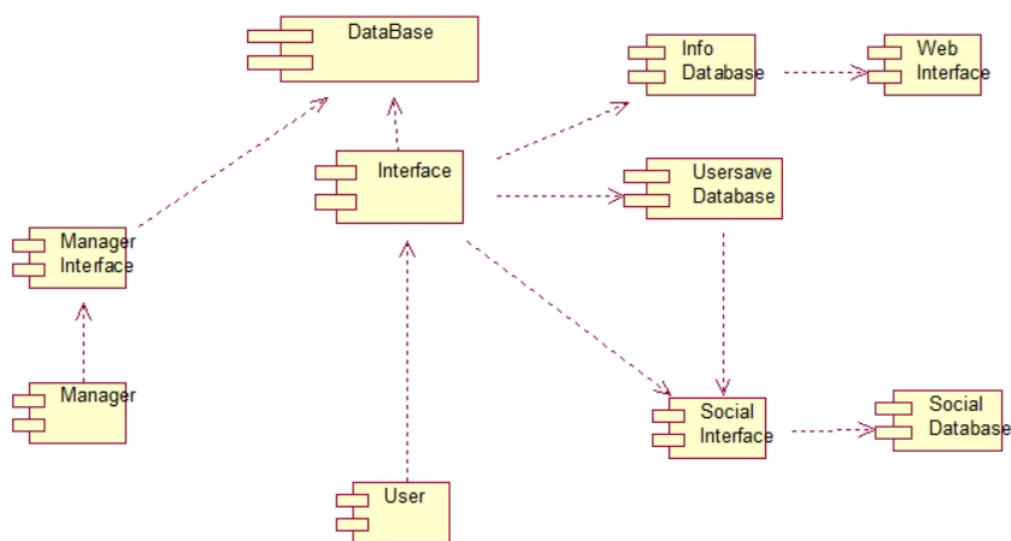 DataBase
Info
Database
Web
Interface
Interface
Usersave
Database
Manager
Interface
Manager
Social
Interface
Social
Database
User